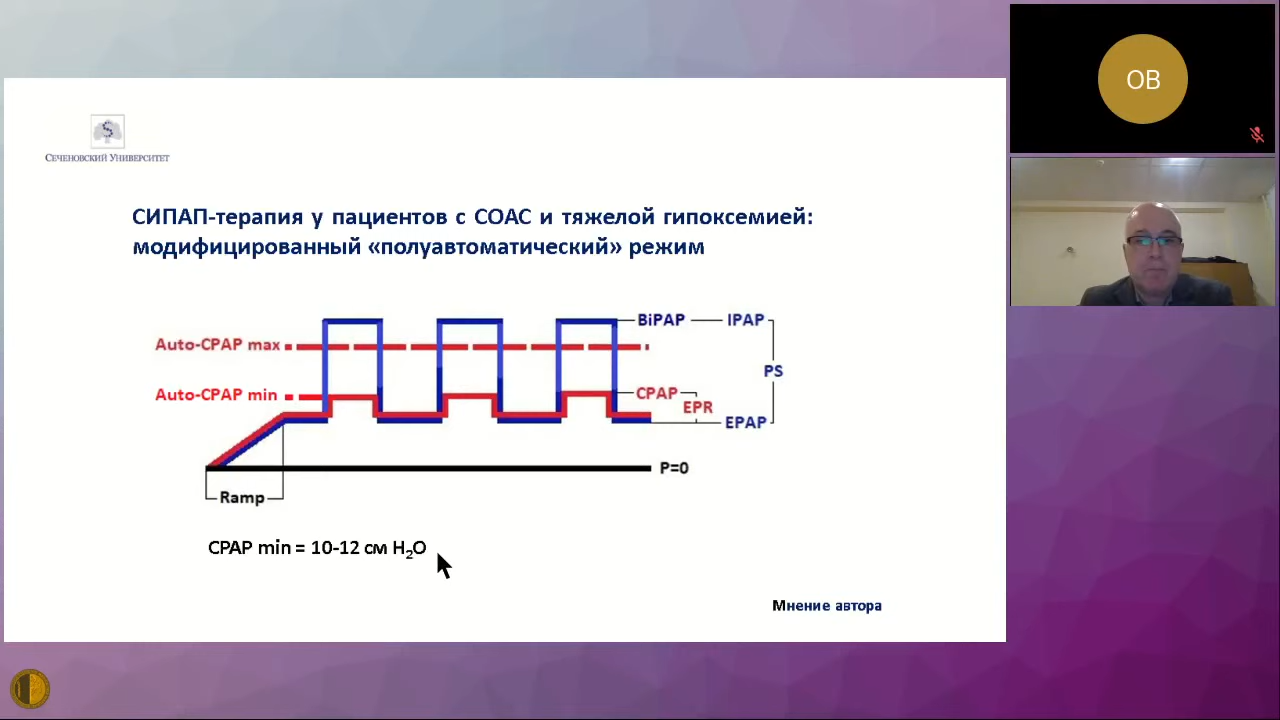 СЕЧЕНОВСКИЙ УНИВЕРСИТЕТ
СИПАП-терапия у пациентов с СОАС и тяжелой гипоксемией:
модифицированный «полуавтоматический» режим
BiPAP
IPAP
Auto-CPAP max
PS
Auto-CPAP min
CPAP
EPR
EPAP
P=0
Ramp
CPAP min = 10-12 см H₂O
Мнение автора
OB